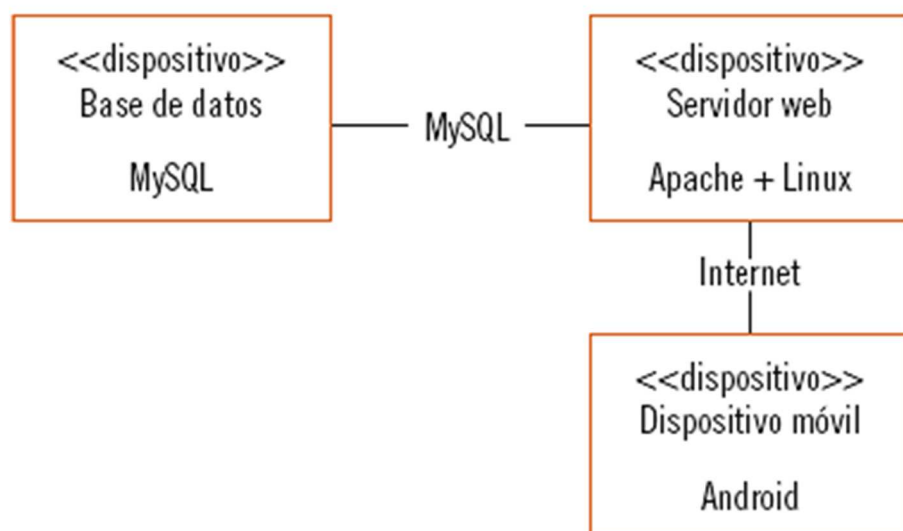 <<dispositivo>>
Base de datos
MySQL
MySQL
<<dispositivo>>
Servidor web
Apache + Linux
Internet
<<dispositivo>>
Dispositivo móvil
Android